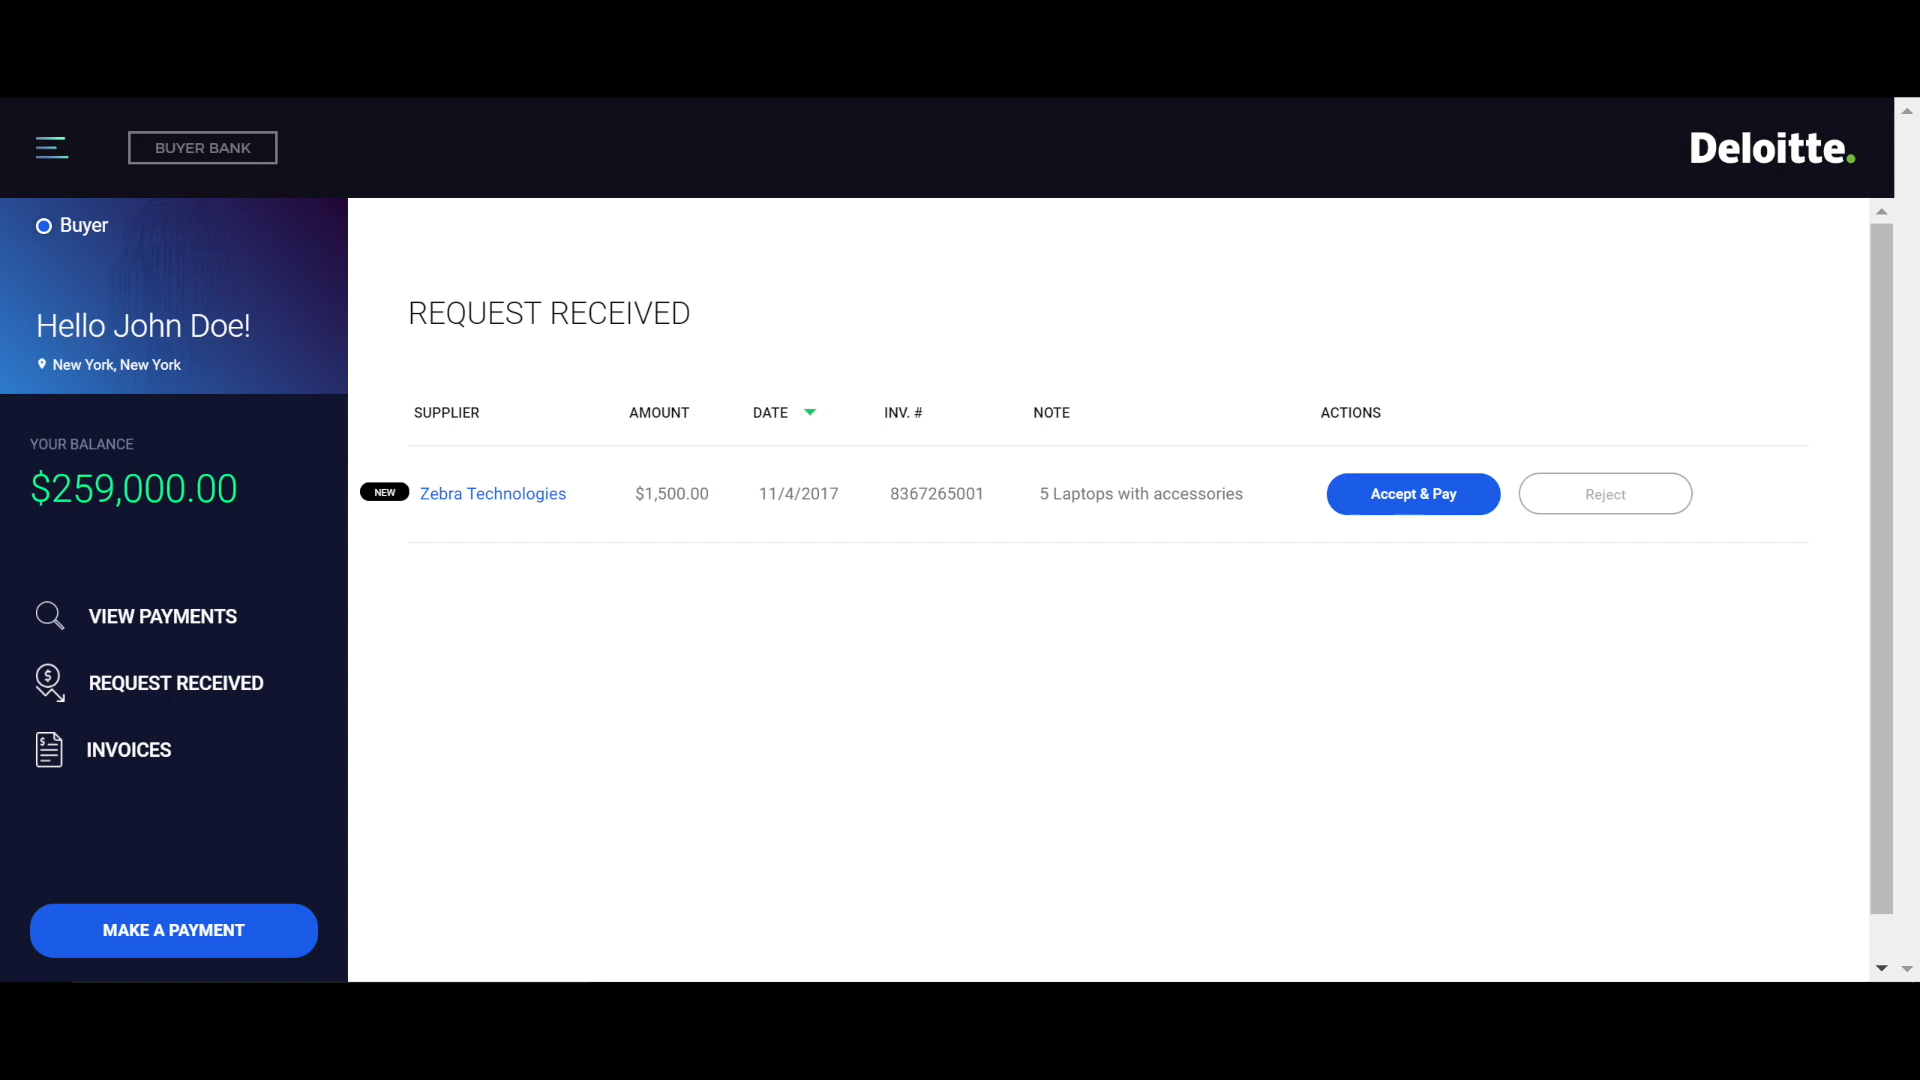 BUYER BANK
Deloitte.
Buyer
Hello John Doe!
New York, New York
YOUR BALANCE
$259,000.00
VIEW PAYMENTS
REQUEST RECEIVED
INVOICES
MAKE A PAYMENT
REQUEST RECEIVED
SUPPLIER AMOUNT DATE INV. # NOTE ACTIONS
NEW Zebra Technologies $1,500.00 11/4/2017 8367265001 5 Laptops with accessories Accept & Pay Reject